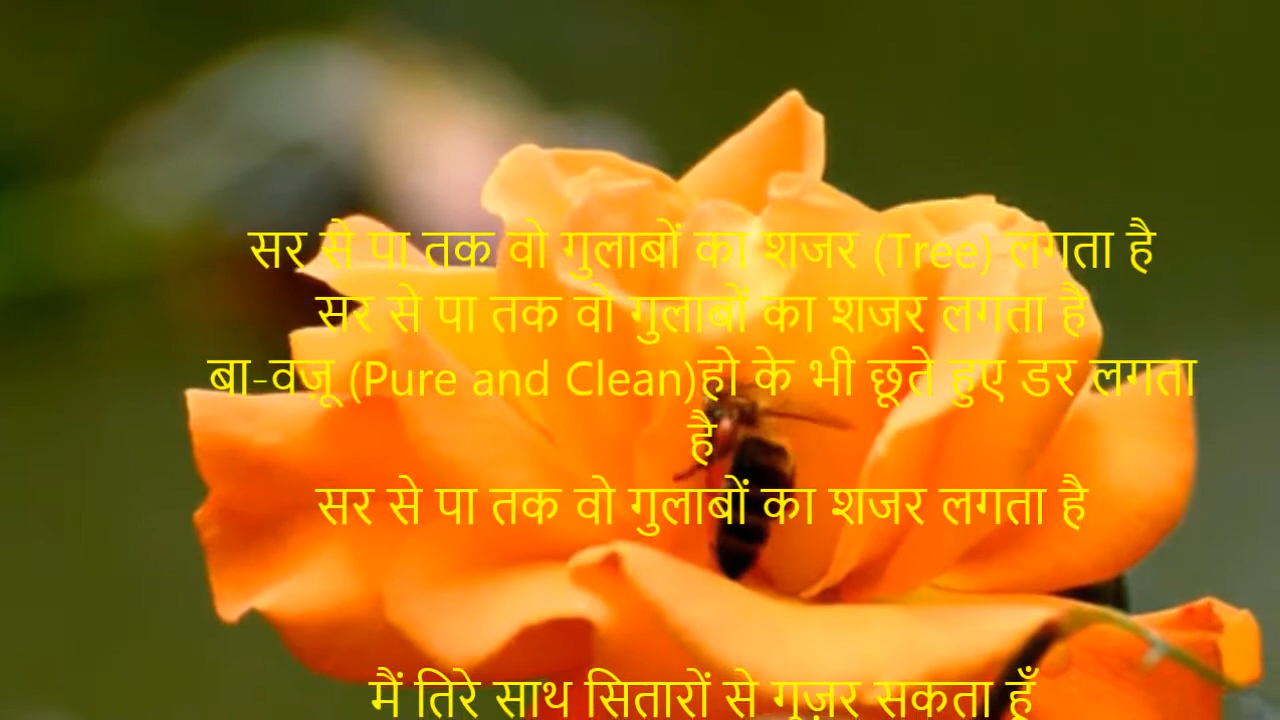 सर से पा तक वो गुलाबों का शजर (Tree) लगता है
सर से पा तक वो गुलाबों का शजर लगता है
बा-वज़ू (Pure and Clean)हो के भी छूते हुए डर लगता
है
सर से पा तक वो गुलाबों का शजर लगता है
मैं तिरे साथ सितारों से गुज़र सकता हूँ